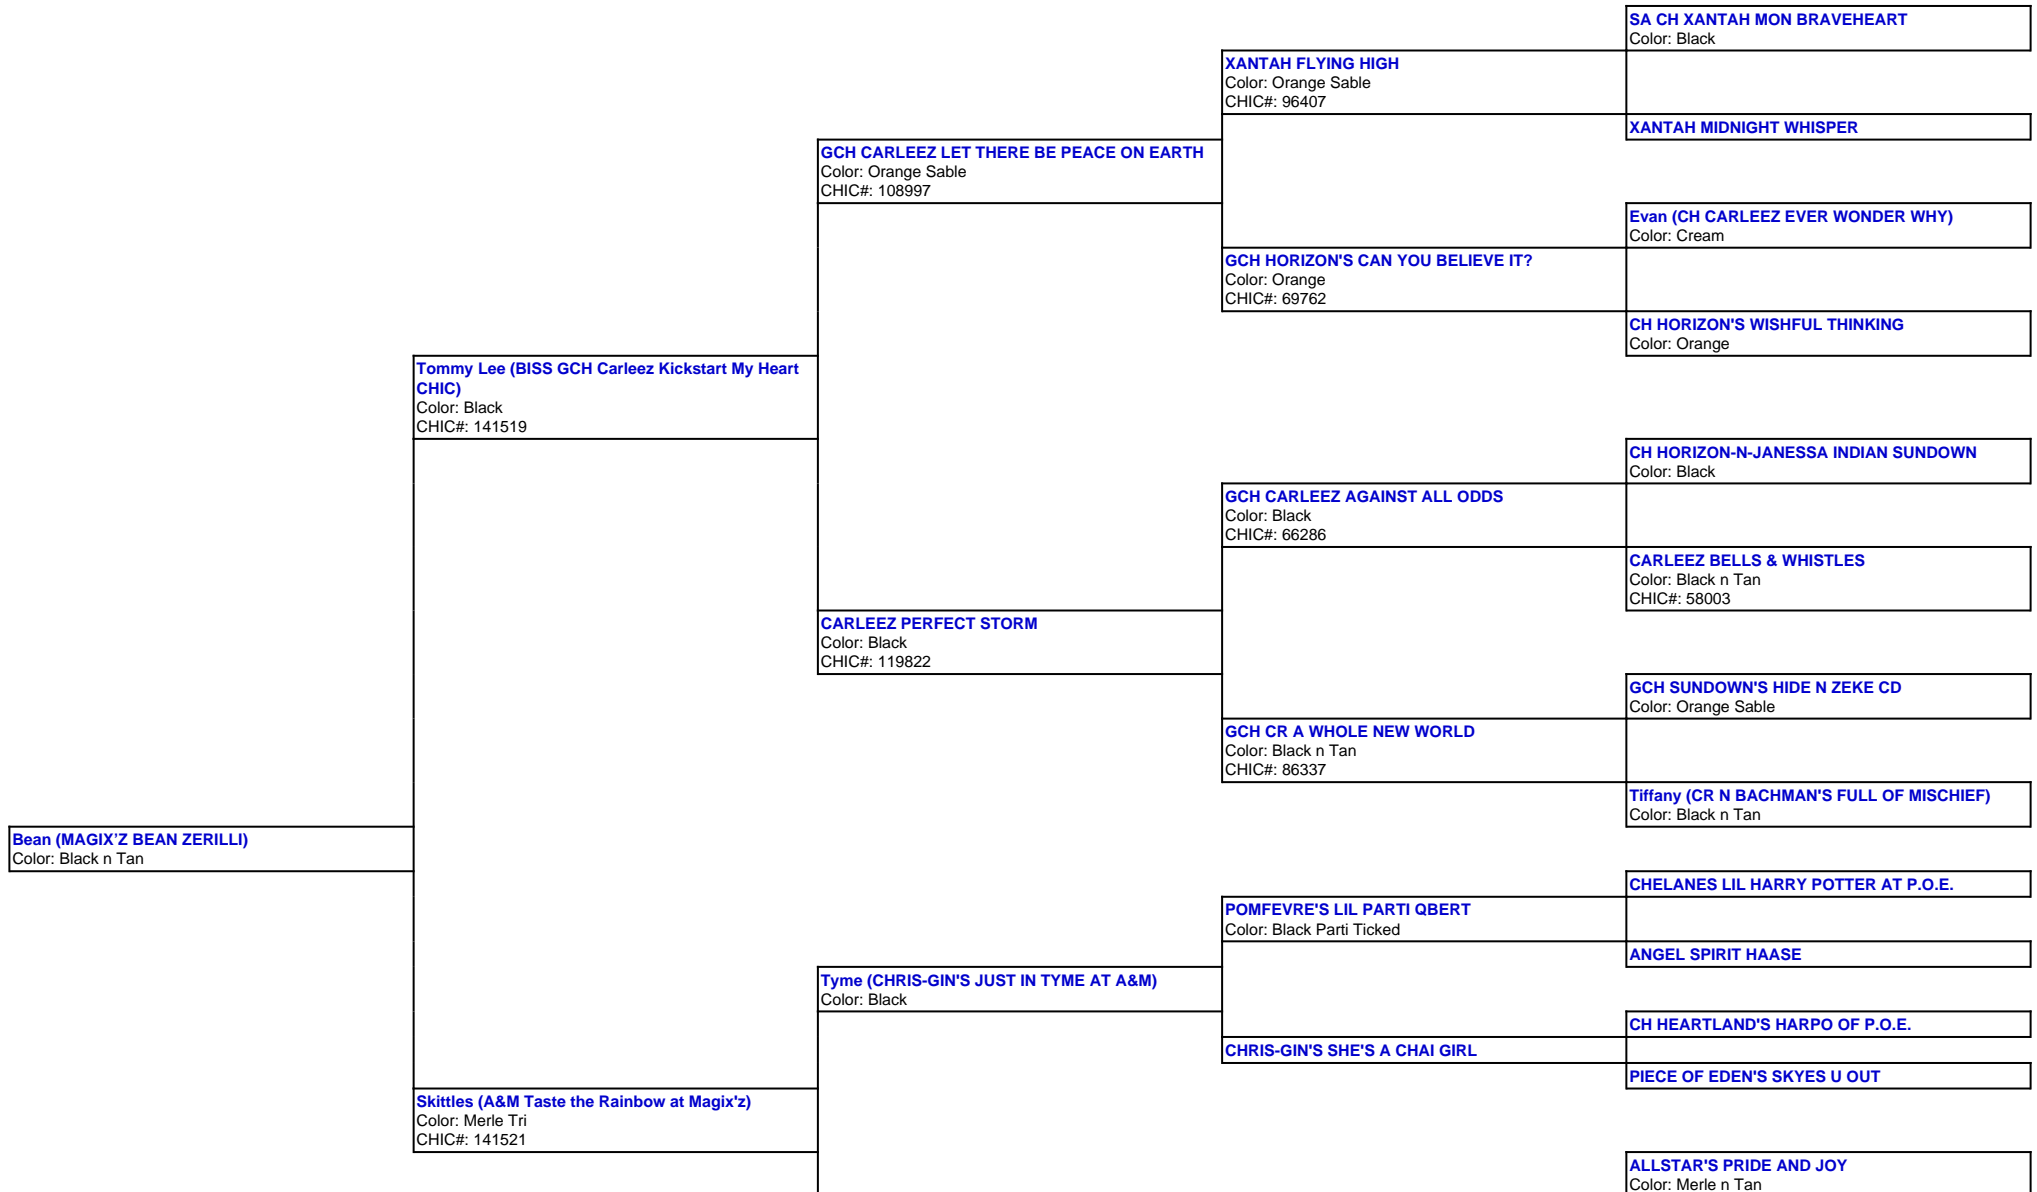 SA CH XANTAH MON BRAVEHEART
Color: Black
XANTAH FLYING HIGH
Color: Orange Sable
CHIC#: 96407
XANTAH MIDNIGHT WHISPER
GCH CARLEEZ LET THERE BE PEACE ON EARTH
Color: Orange Sable
CHIC#: 108997
Evan (CH CARLEEZ EVER WONDER WHY)
Color: Cream
GCH HORIZON'S CAN YOU BELIEVE IT?
Color: Orange
CHIC#: 69762
CH HORIZON'S WISHFUL THINKING
Color: Orange
Tommy Lee (BISS GCH Carleez Kickstart My Heart
CHIC)
Color: Black
CHIC#: 141519
CH HORIZON-N-JANESSA INDIAN SUNDOWN
Color: Black
GCH CARLEEZ AGAINST ALL ODDS
Color: Black
CHIC#: 66286
CARLEEZ BELLS & WHISTLES
Color: Black n Tan
CHIC#: 58003
CARLEEZ PERFECT STORM
Color: Black
CHIC#: 119822
GCH SUNDOWN'S HIDE N ZEKE CD
Color: Orange Sable
GCH CR A WHOLE NEW WORLD
Color: Black n Tan
CHIC#: 86337
Tiffany (CR N BACHMAN'S FULL OF MISCHIEF)
Color: Black n Tan
Bean (MAGIX’Z BEAN ZERILLI)
Color: Black n Tan
CHELANES LIL HARRY POTTER AT P.O.E.
POMFEVRE'S LIL PARTI QBERT
Color: Black Parti Ticked
ANGEL SPIRIT HAASE
Tyme (CHRIS-GIN'S JUST IN TYME AT A&M)
Color: Black
CH HEARTLAND'S HARPO OF P.O.E.
CHRIS-GIN'S SHE'S A CHAI GIRL
PIECE OF EDEN'S SKYES U OUT
Skittles (A&M Taste the Rainbow at Magix'z)
Color: Merle Tri
CHIC#: 141521
ALLSTAR'S PRIDE AND JOY
Color: Merle n Tan